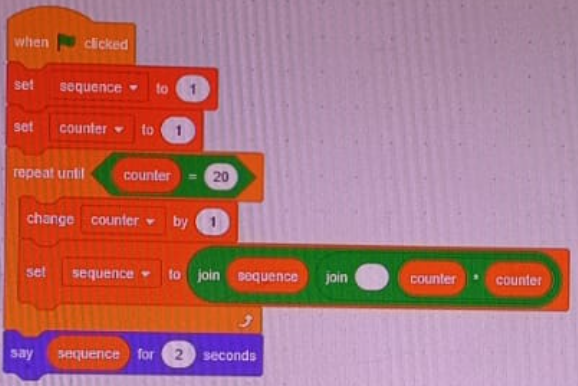 when clicked
set sequence to 1
set counter to 1
repeat until counter = 20
change counter by 1
set sequence to join sequence join counter * counter
say sequence for 2 seconds